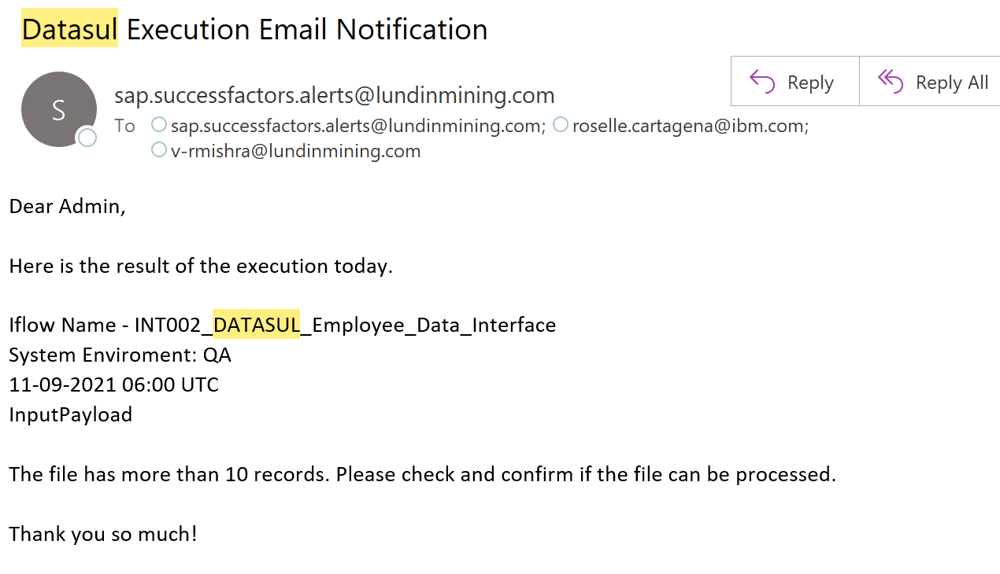 Datasul Execution Email Notification
S
sap.successfactors.alerts@lundinmining.com
Reply
Reply All
To sap.successfactors.alerts@lundinmining.com; roselle.cartagena@ibm.com;
v-rmishra@lundinmining.com
Dear Admin,
Here is the result of the execution today.
Iflow Name - INT002_DATASUL_Employee_Data_Interface
System Enviroment: QA
11-09-2021 06:00 UTC
InputPayload
The file has more than 10 records. Please check and confirm if the file can be processed.
Thank you so much!